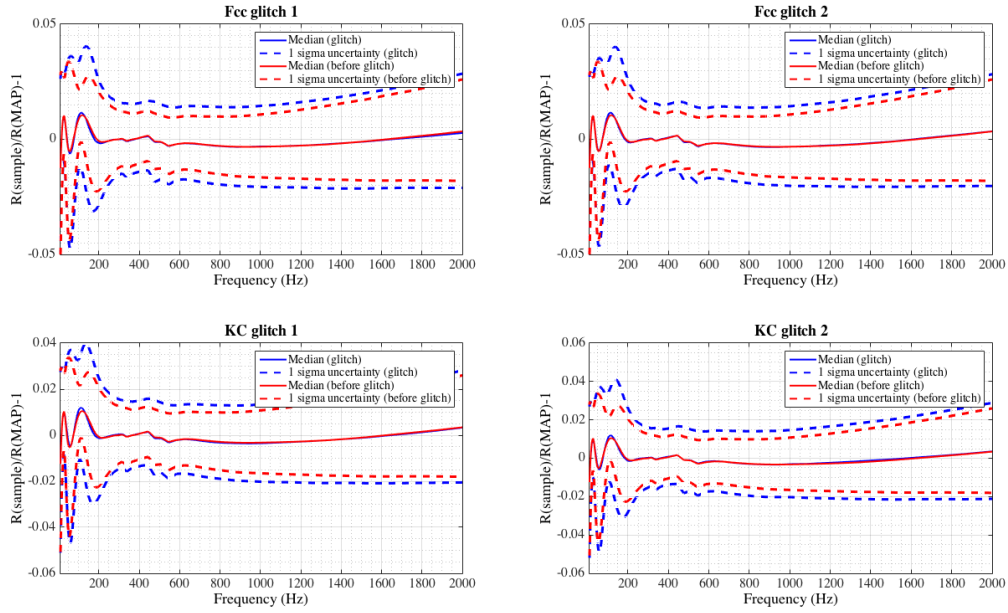 Fcc glitch 1
0.05
0
-0.05
R(sample)/R(MAP)-1
Median (glitch)
1 sigma uncertainty (glitch)
Median (before glitch)
1 sigma uncertainty (before glitch)
200 400 600 800 1000 1200 1400 1600 1800 2000
Frequency (Hz)
Fcc glitch 2
0.05
0
-0.05
R(sample)/R(MAP)-1
Median (glitch)
1 sigma uncertainty (glitch)
Median (before glitch)
1 sigma uncertainty (before glitch)
200 400 600 800 1000 1200 1400 1600 1800 2000
Frequency (Hz)
KC glitch 1
0.04
0.02
0
-0.02
-0.04
-0.06
R(sample)/R(MAP)-1
Median (glitch)
1 sigma uncertainty (glitch)
Median (before glitch)
1 sigma uncertainty (before glitch)
200 400 600 800 1000 1200 1400 1600 1800 2000
Frequency (Hz)
KC glitch 2
0.06
0.04
0.02
0
-0.02
-0.04
-0.06
R(sample)/R(MAP)-1
Median (glitch)
1 sigma uncertainty (glitch)
Median (before glitch)
1 sigma uncertainty (before glitch)
200 400 600 800 1000 1200 1400 1600 1800 2000
Frequency (Hz)